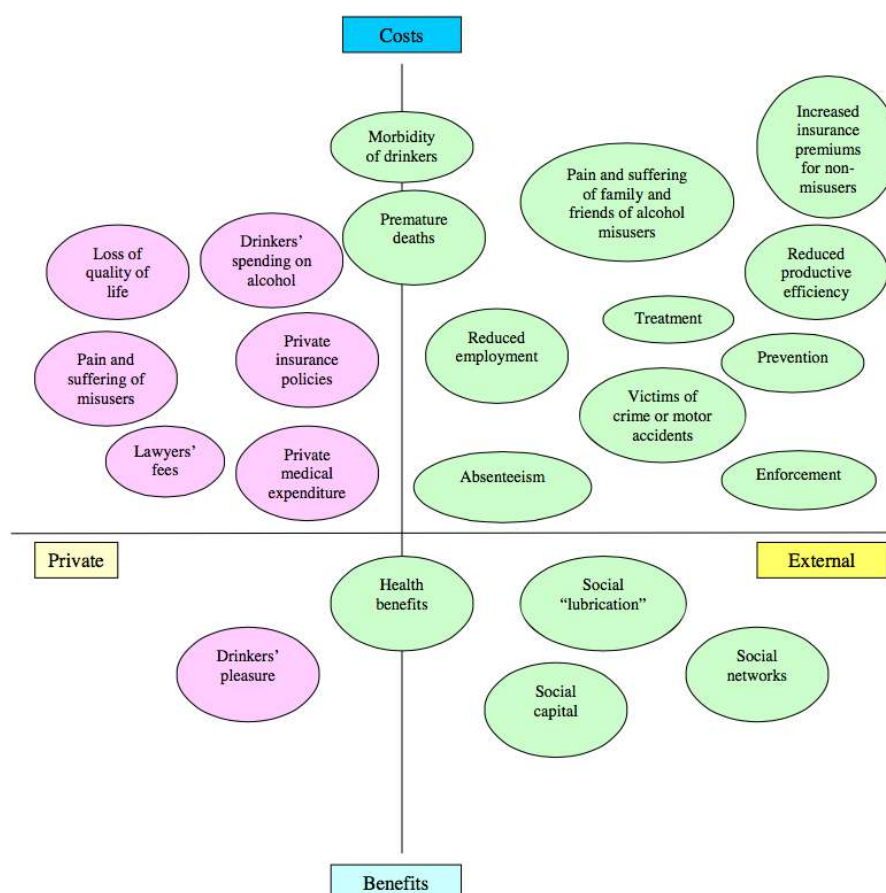 Costs
Morbidity
of drinkers
Increased
insurance
premiums
for non-
misusers
Pain and suffering
of family and
friends of alcohol
misusers
Premature
deaths
Loss of
quality of
life
Drinkers’
spending on
alcohol
Reduced
productive
efficiency
Treatment
Private
insurance
policies
Reduced
employment
Pain and
suffering of
misusers
Prevention
Victims of
crime or motor
accidents
Lawyers’
fees
Private
medical
expenditure
Absenteeism
Enforcement
Private
External
Health
benefits
Social
“lubrication”
Drinkers’
pleasure
Social
networks
Social
capital
Benefits